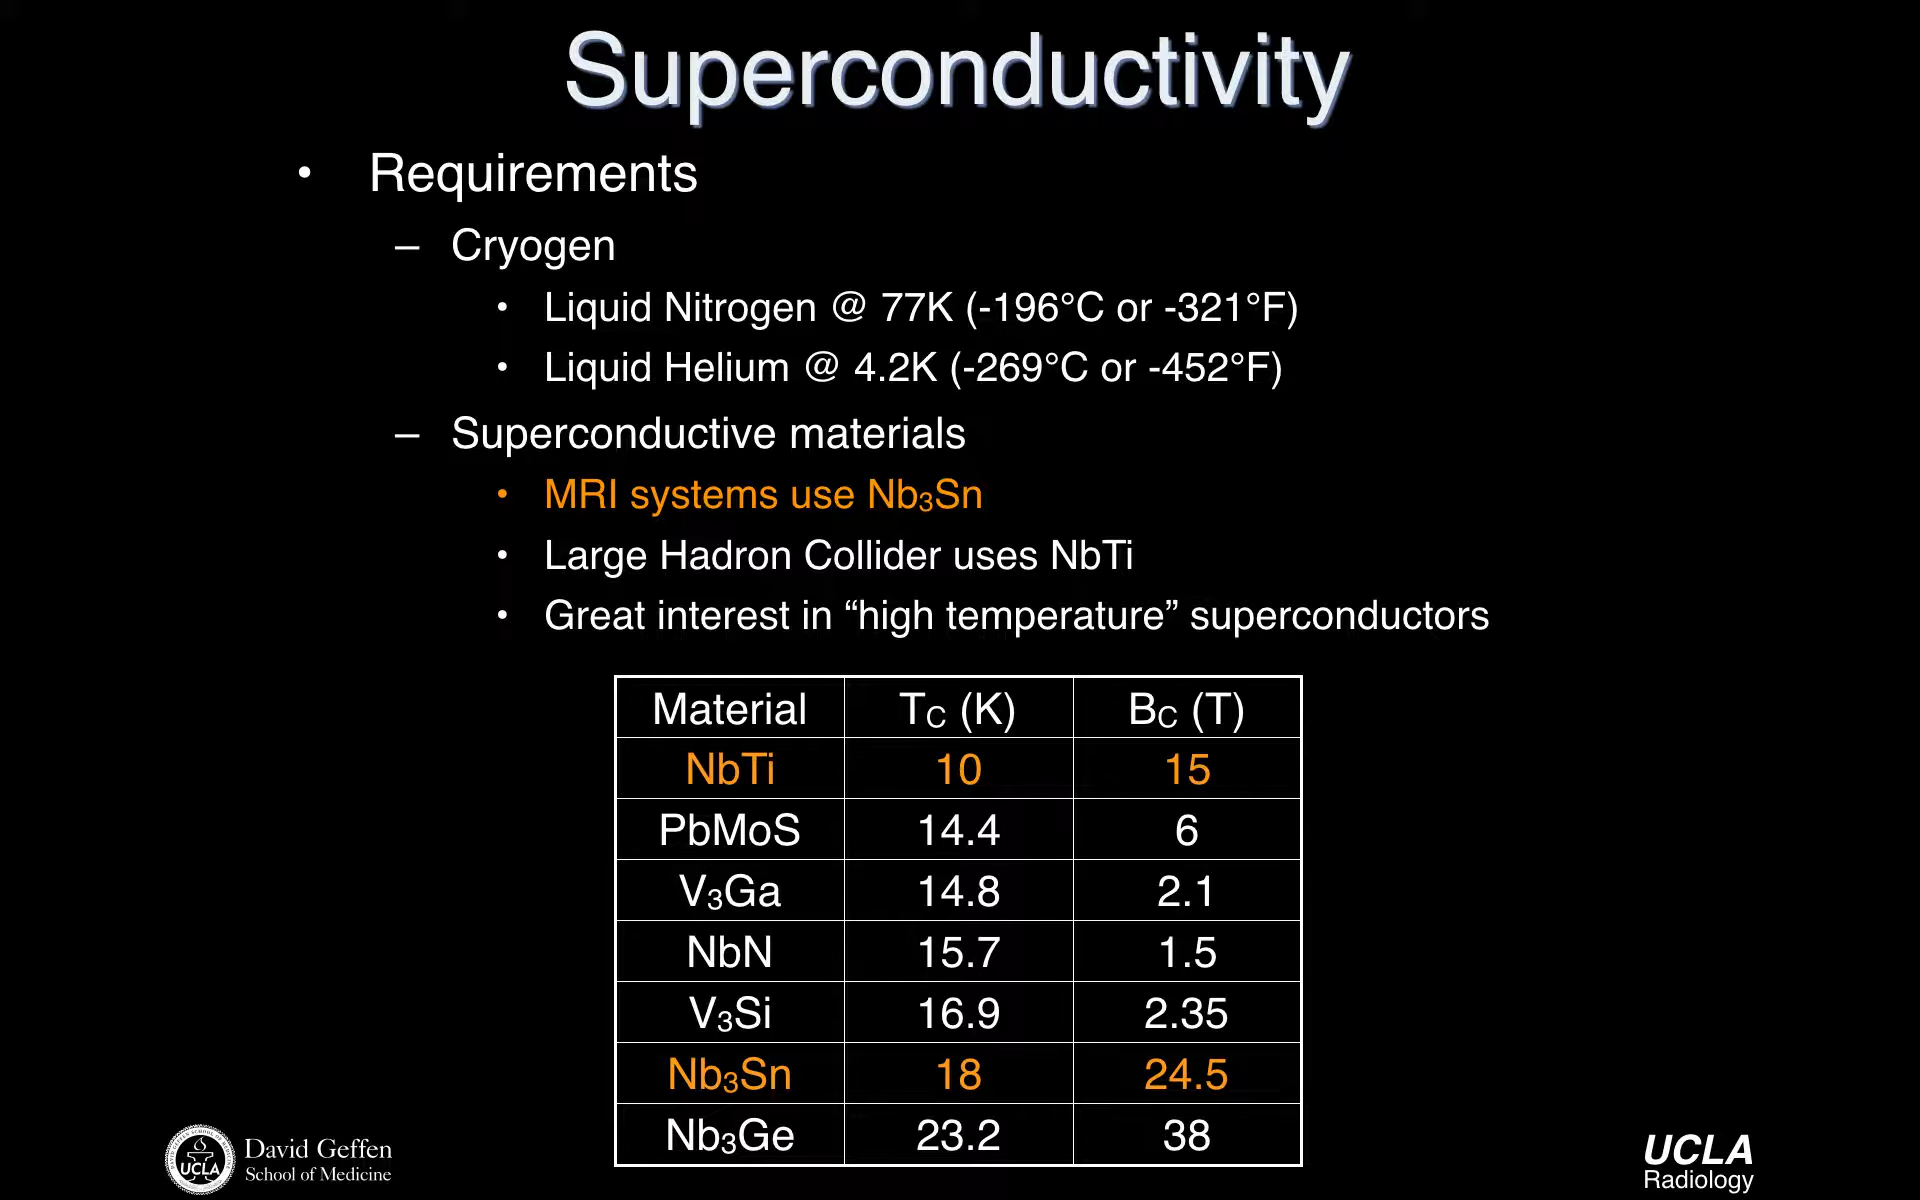 Superconductivity
• Requirements
– Cryogen
• Liquid Nitrogen @ 77K (-196°C or -321°F)
• Liquid Helium @ 4.2K (-269°C or -452°F)
– Superconductive materials
• MRI systems use Nb₃Sn
• Large Hadron Collider uses NbTi
• Great interest in “high temperature” superconductors
Material T_C (K) B_C (T)
NbTi 10 15
PbMoS 14.4 6
V₃Ga 14.8 2.1
NbN 15.7 1.5
V₃Si 16.9 2.35
Nb₃Sn 18 24.5
Nb₃Ge 23.2 38
UCLA
David Geffen
School of Medicine
UCLA
Radiology